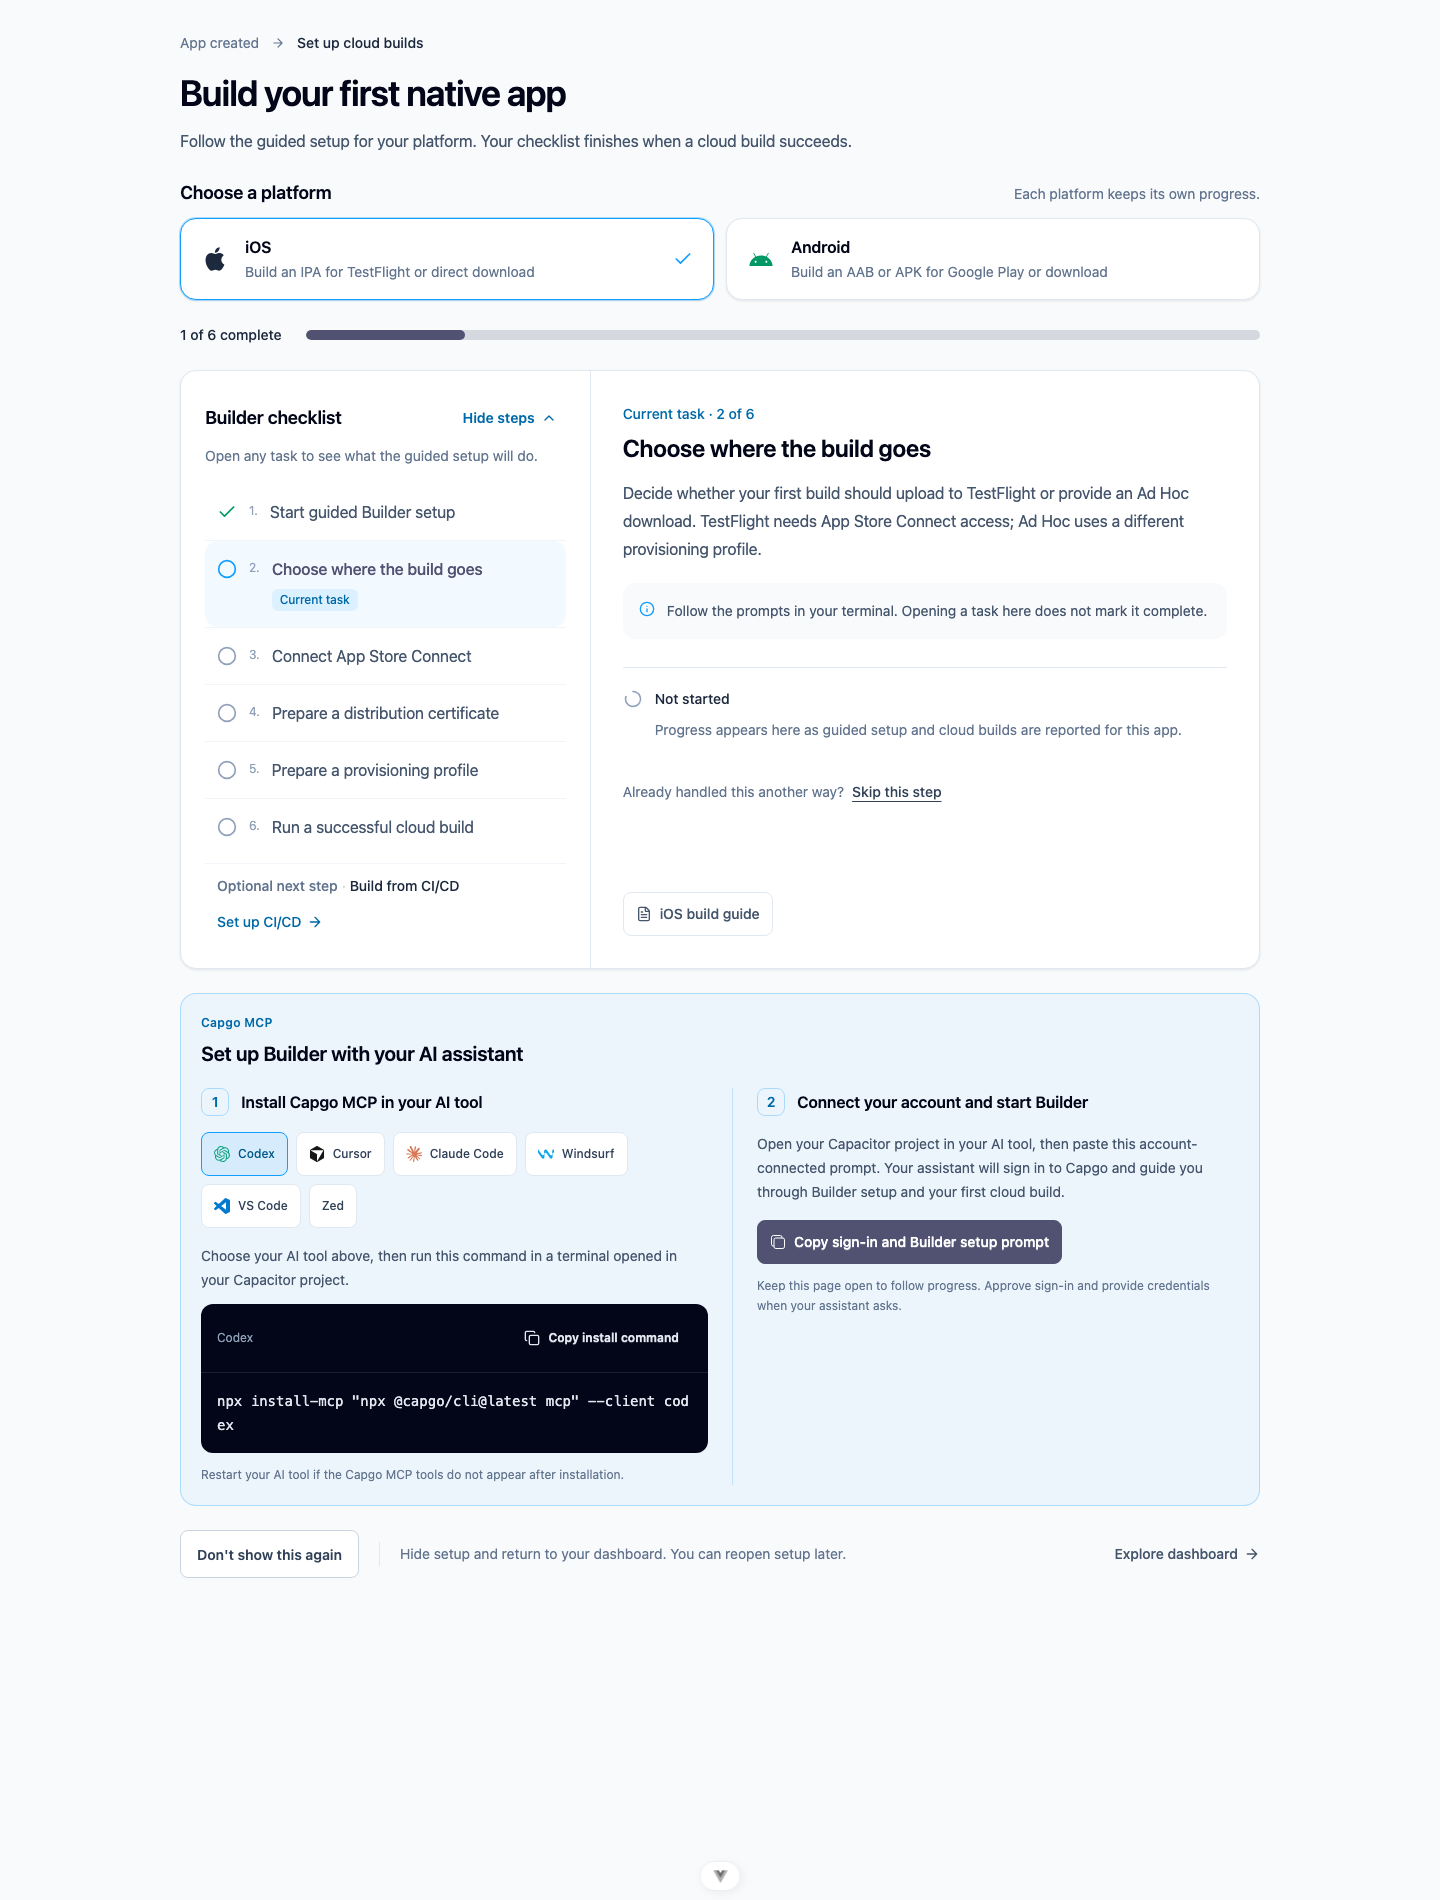 App created → Set up cloud builds
Build your first native app
Follow the guided setup for your platform. Your checklist finishes when a cloud build succeeds.
Choose a platform
Each platform keeps its own progress.
iOS
Build an IPA for TestFlight or direct download
Android
Build an AAB or APK for Google Play or download
1 of 6 complete
Builder checklist
Hide steps
Open any task to see what the guided setup will do.
1. Start guided Builder setup
2. Choose where the build goes
Current task
3. Connect App Store Connect
4. Prepare a distribution certificate
5. Prepare a provisioning profile
6. Run a successful cloud build
Optional next step · Build from CI/CD
Set up CI/CD →
Current task · 2 of 6
Choose where the build goes
Decide whether your first build should upload to TestFlight or provide an Ad Hoc
download. TestFlight needs App Store Connect access; Ad Hoc uses a different
provisioning profile.
Follow the prompts in your terminal. Opening a task here does not mark it complete.
Not started
Progress appears here as guided setup and cloud builds are reported for this app.
Already handled this another way? Skip this step
iOS build guide
Capgo MCP
Set up Builder with your AI assistant
1 Install Capgo MCP in your AI tool
Codex
Cursor
Claude Code
Windsurf
VS Code
Zed
Choose your AI tool above, then run this command in a terminal opened in
your Capacitor project.
Codex
Copy install command
npx install-mcp "npx @capgo/cli@latest mcp" --client cod
ex
Restart your AI tool if the Capgo MCP tools do not appear after installation.
2 Connect your account and start Builder
Open your Capacitor project in your AI tool, then paste this account-
connected prompt. Your assistant will sign in to Capgo and guide you
through Builder setup and your first cloud build.
Copy sign-in and Builder setup prompt
Keep this page open to follow progress. Approve sign-in and provide credentials
when your assistant asks.
Don't show this again
Hide setup and return to your dashboard. You can reopen setup later.
Explore dashboard →